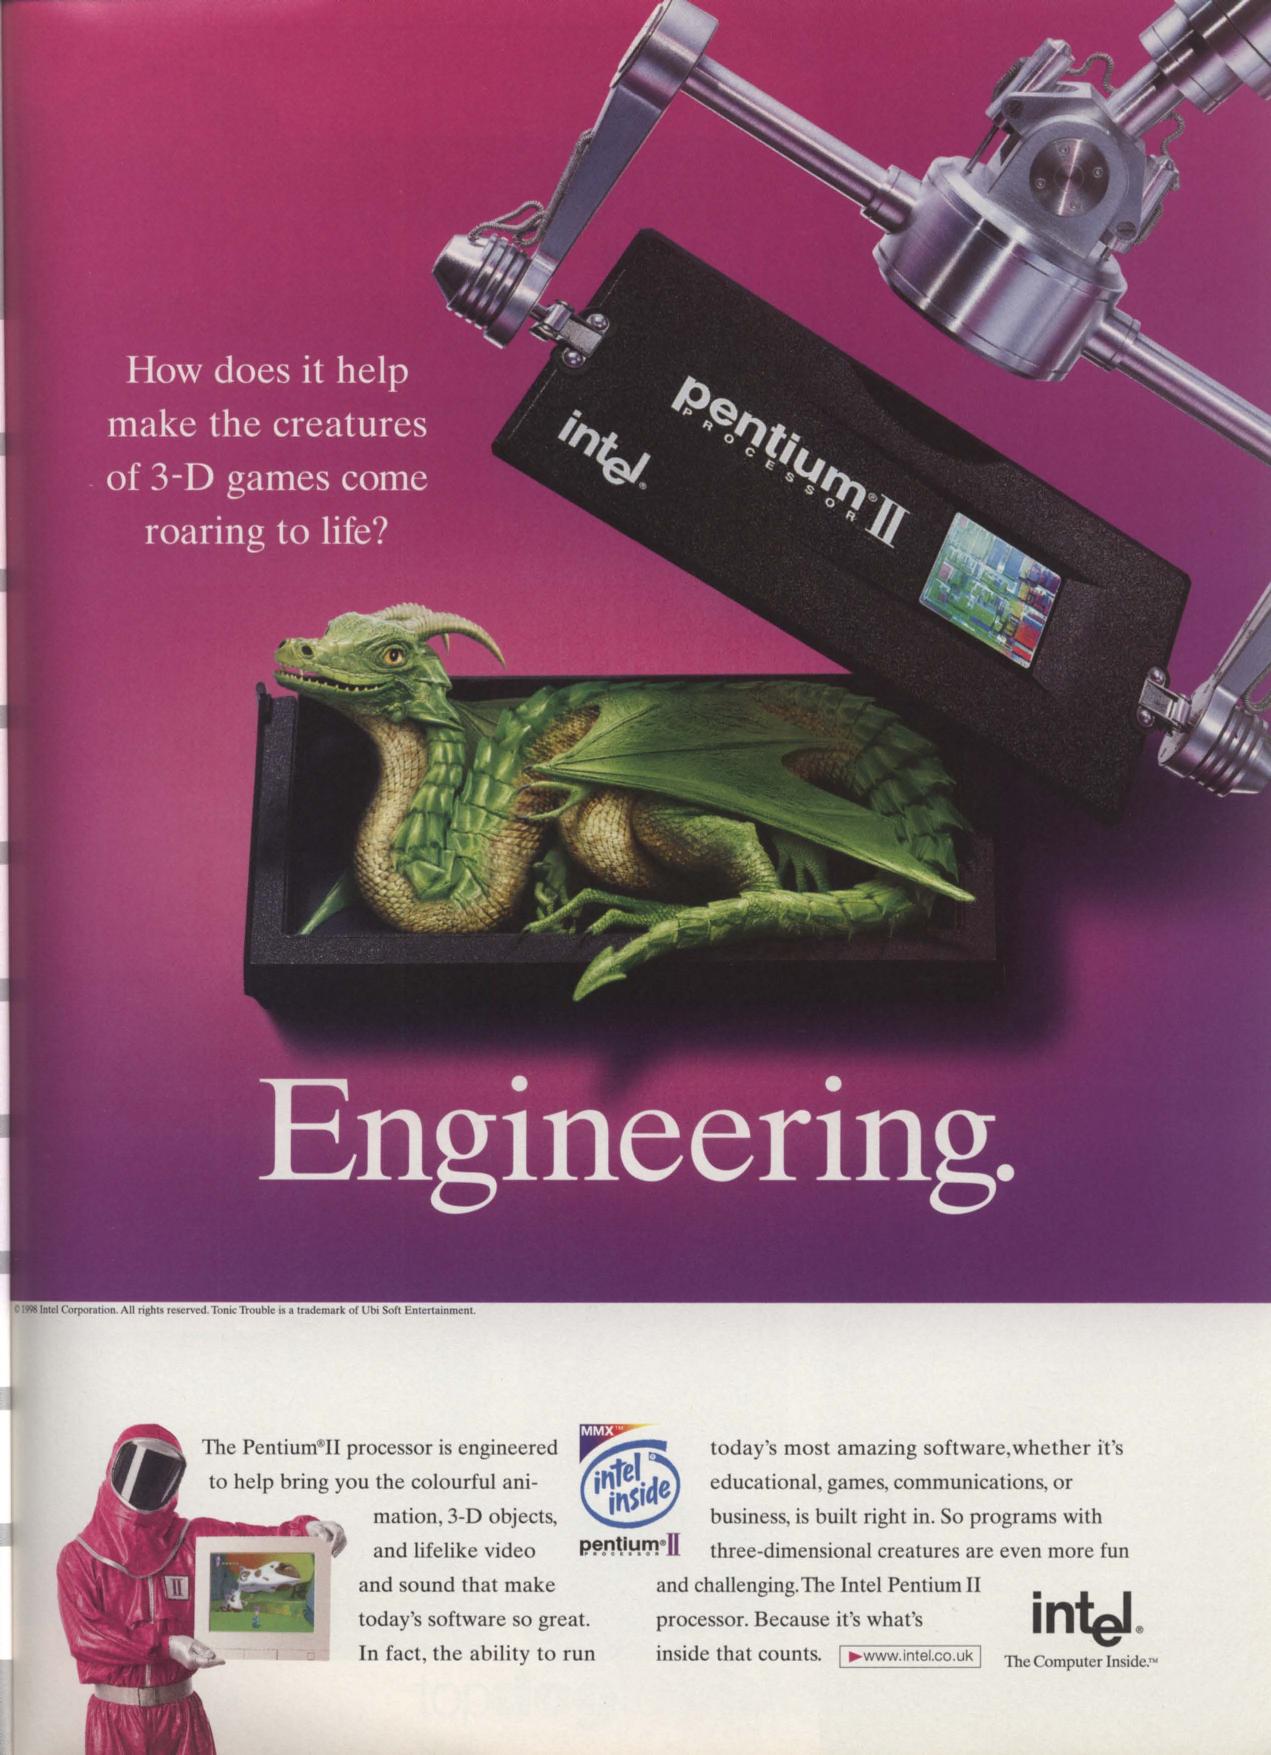 How does it help
make the creatures
of 3-D games come
roaring to life?
intel®
pentium® II
PROCESSOR
Engineering.
©1998 Intel Corporation. All rights reserved. Tonic Trouble is a trademark of Ubi Soft Entertainment.
The Pentium®II processor is engineered
to help bring you the colourful ani-
mation, 3-D objects,
and lifelike video
and sound that make
today's software so great.
In fact, the ability to run
II
MMX™
intel®
inside
pentium® II
PROCESSOR
today's most amazing software, whether it's
educational, games, communications, or
business, is built right in. So programs with
three-dimensional creatures are even more fun
and challenging. The Intel Pentium II
processor. Because it's what's
inside that counts. ▶www.intel.co.uk
intel®
The Computer Inside.™